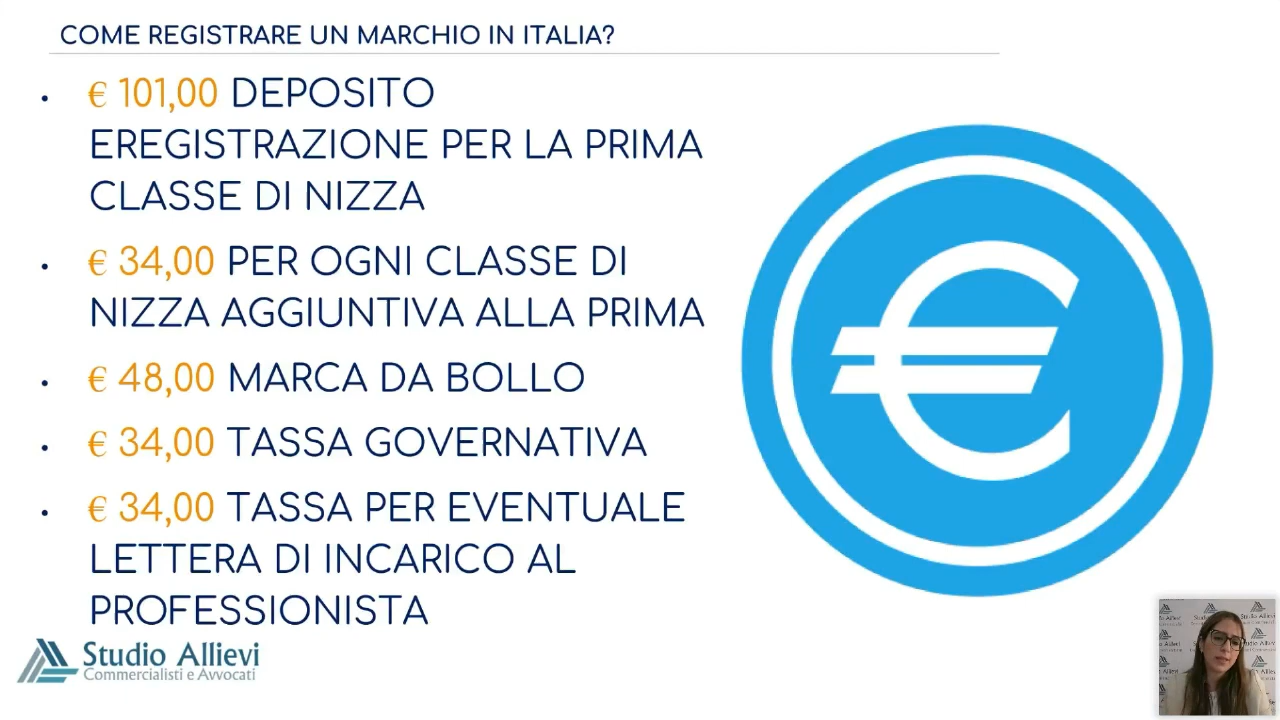 COME REGISTRARE UN MARCHIO IN ITALIA?
• € 101,00 DEPOSITO
EREGISTRAZIONE PER LA PRIMA
CLASSE DI NIZZA
• € 34,00 PER OGNI CLASSE DI
NIZZA AGGIUNTIVA ALLA PRIMA
• € 48,00 MARCA DA BOLLO
• € 34,00 TASSA GOVERNATIVA
• € 34,00 TASSA PER EVENTUALE
LETTERA DI INCARICO AL
PROFESSIONISTA
€
Studio Allievi
Commercialisti e Avvocati
Studio Allievi